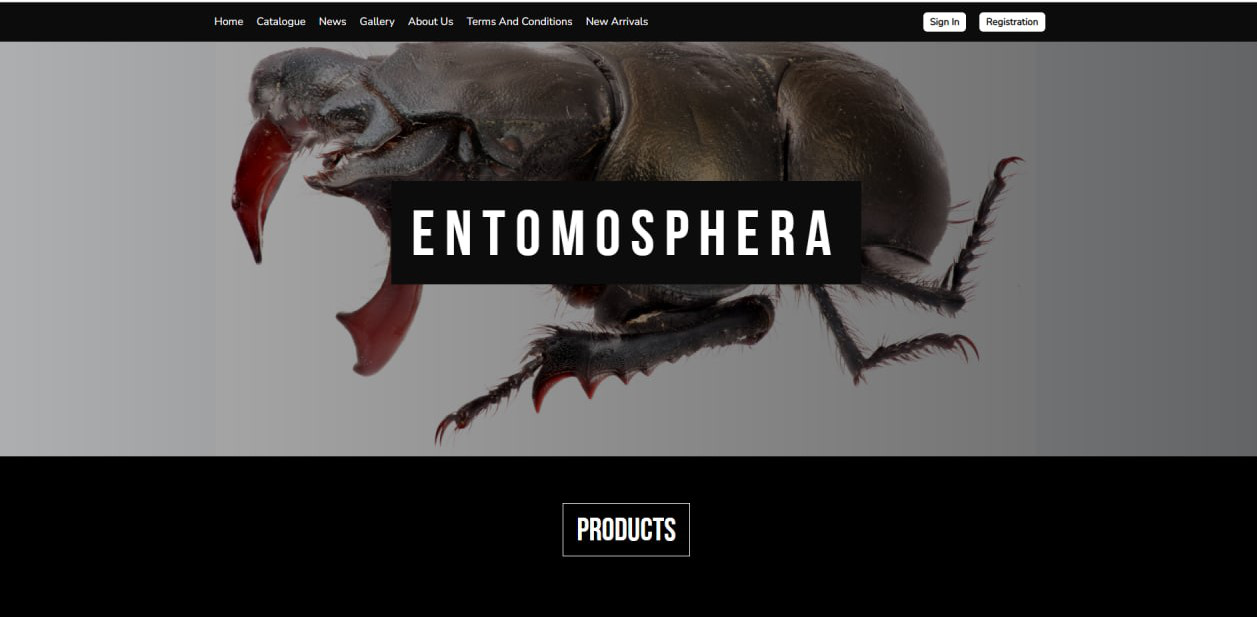 Home Catalogue News Gallery About Us Terms And Conditions New Arrivals Sign In Registration
ENTOMOSPHERA
PRODUCTS